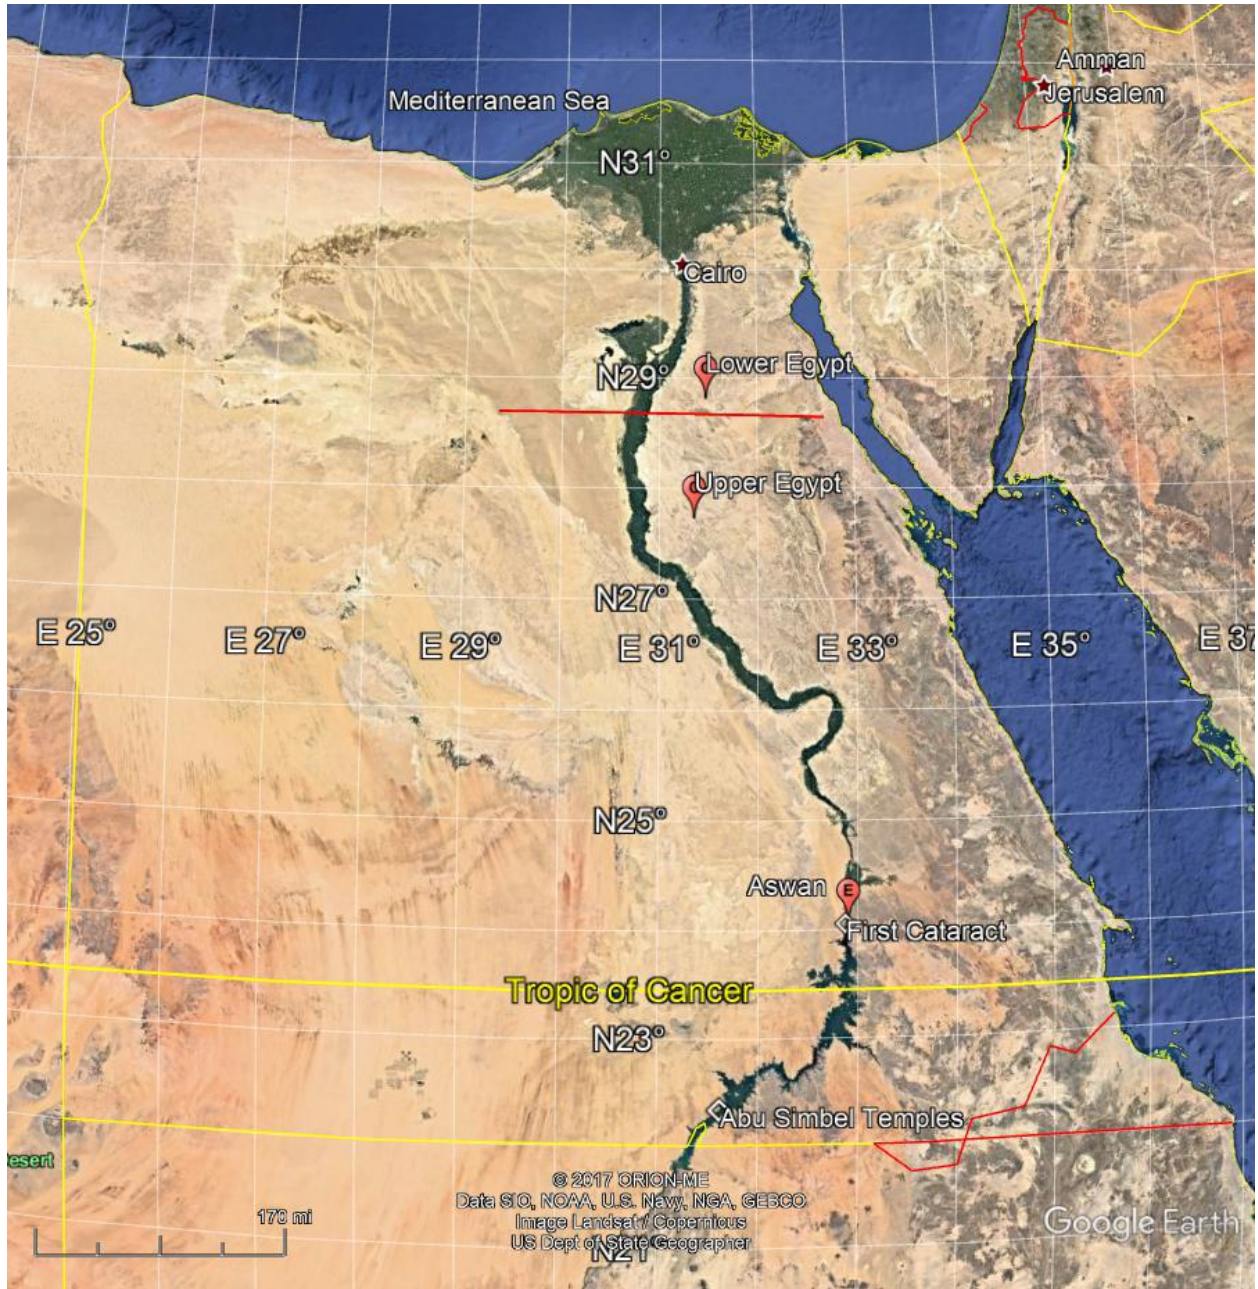 Amman
Jerusalem
Mediterranean Sea
N31°
Cairo
Lower Egypt
N29°
Upper Egypt
N27°
E 25°
E 27°
E 29°
E 31°
E 33°
E 35°
E 37
N25°
Aswan
E
First Cataract
Tropic of Cancer
N23°
Abu Simbel Temples
esert
© 2017 ORION-ME
Data SIO, NOAA, U.S. Navy, NGA, GEBCO
Image Landsat / Copernicus
US Dept of State Geographer
170 mi
N21°
Google Earth